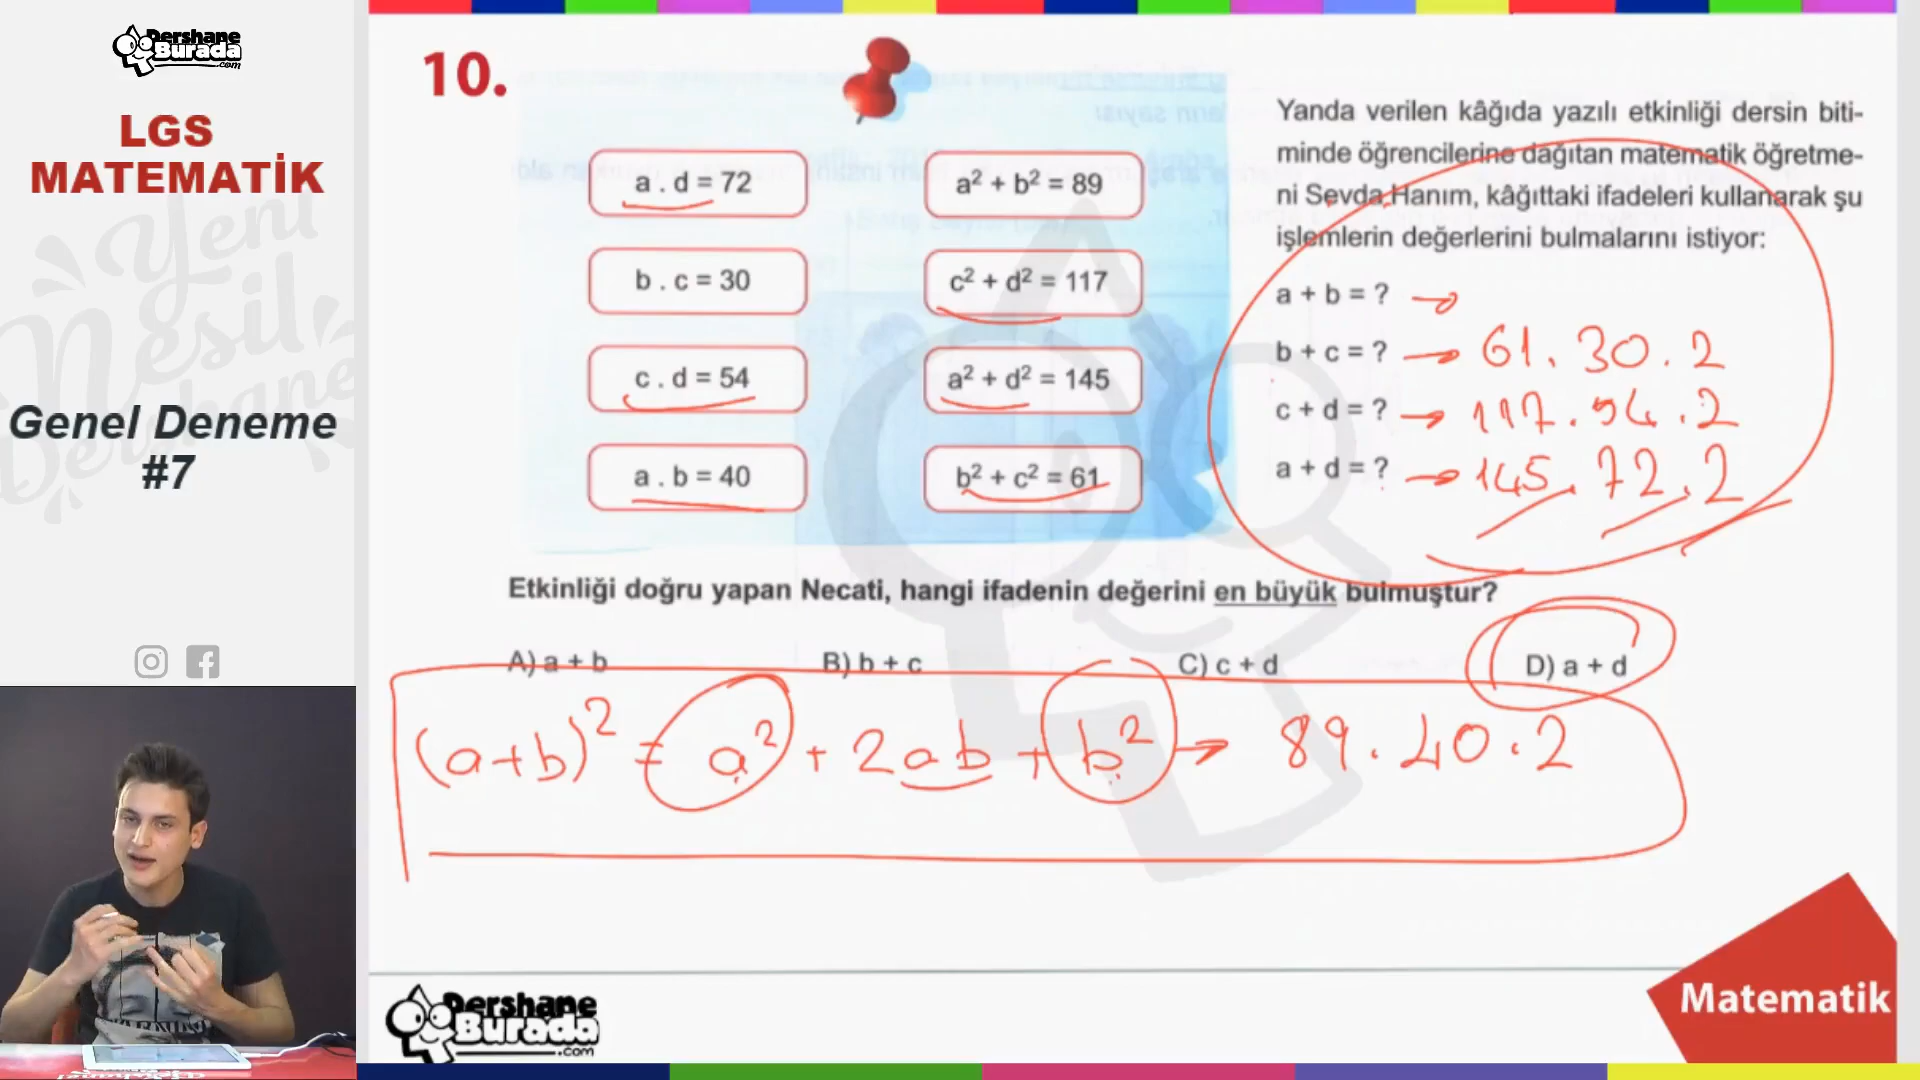 Dershane
Burada
.com
LGS
MATEMATİK
Yeni
Nesil
Dershane
Genel Deneme
#7
10.
a . d = 72
a² + b² = 89
b . c = 30
c² + d² = 117
c . d = 54
a² + d² = 145
a . b = 40
b² + c² = 61
Yanda verilen kâğıda yazılı etkinliği dersin biti-
minde öğrencilerine dağıtan matematik öğretme-
ni Sevda Hanım, kâğıttaki ifadeleri kullanarak şu
işlemlerin değerlerini bulmalarını istiyor:
a + b = ? →
b + c = ? → 61 . 30 . 2
c + d = ? → 117 . 54 . 2
a + d = ? → 145 . 72 . 2
Etkinliği doğru yapan Necati, hangi ifadenin değerini en büyük bulmuştur?
A) a + b B) b + c C) c + d D) a + d
(a+b)² = a² + 2ab + b² → 89 . 40 . 2
Dershane
Burada
.com
Matematik